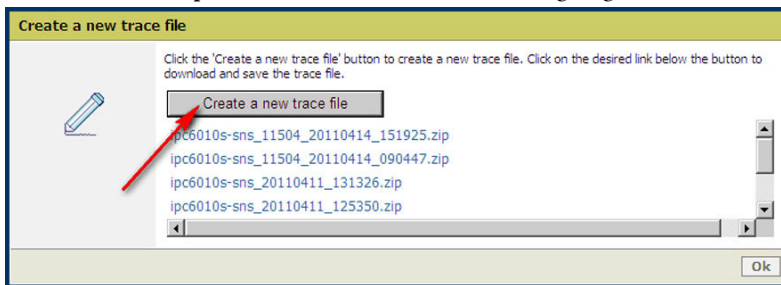 Create a new trace file
Click the 'Create a new trace file' button to create a new trace file. Click on the desired link below the button to
download and save the trace file.
Create a new trace file
ipc6010s-sns_11504_20110414_151925.zip
ipc6010s-sns_11504_20110414_090447.zip
ipc6010s-sns_20110411_131326.zip
ipc6010s-sns_20110411_125350.zip
Ok